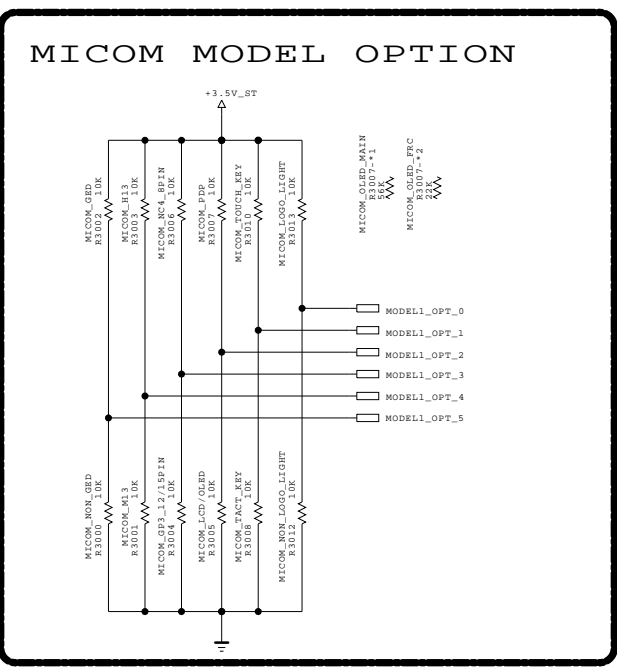 MICOM MODEL OPTION
+3.5V_ST
MICOM_GED
R3002 10K
MICOM_H13
R3003 10K
MICOM_NC4_8PIN
R3006 10K
MICOM_PDP
R3007 10K
MICOM_TOUCH_KEY
R3010 10K
MICOM_LOGO_LIGHT
R3013 10K
MICOM_OLED_MAIN
R3007-*1
56K
MICOM_OLED_FRC
R3007-*2
22K
MODEL1_OPT_0
MODEL1_OPT_1
MODEL1_OPT_2
MODEL1_OPT_3
MODEL1_OPT_4
MODEL1_OPT_5
MICOM_NON_GED
R3000 10K
MICOM_M13
R3001 10K
MICOM_GP3_12/15PIN
R3004 10K
MICOM_LCD/OLED
R3005 10K
MICOM_TACT_KEY
R3008 10K
MICOM_NON_LOGO_LIGHT
R3012 10K